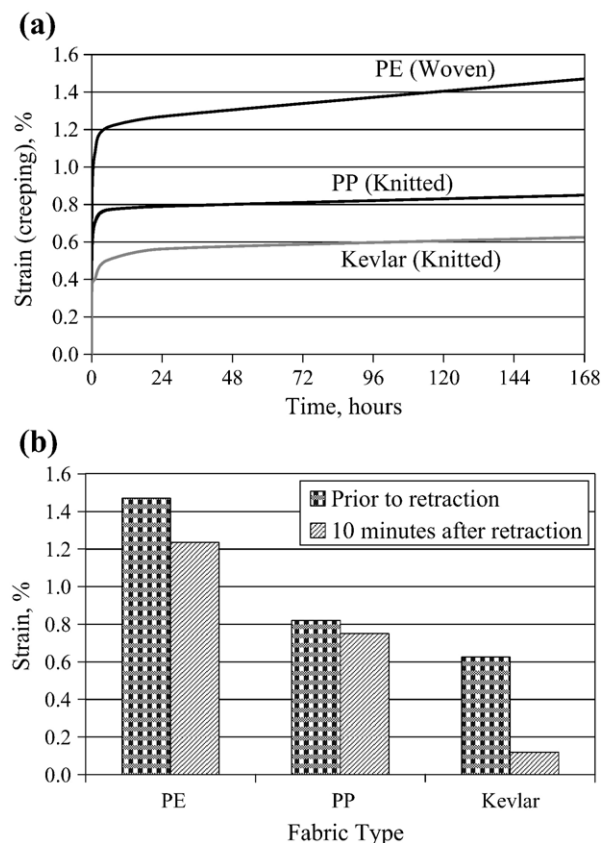 (a)
1.6
1.4
1.2
1.0
0.8
0.6
0.4
0.2
0.0
Strain (creeping), %
PE (Woven)
PP (Knitted)
Kevlar (Knitted)
0 24 48 72 96 120 144 168
Time, hours
(b)
1.6
1.4
1.2
1.0
0.8
0.6
0.4
0.2
0.0
Strain, %
Prior to retraction
10 minutes after retraction
PE PP Kevlar
Fabric Type